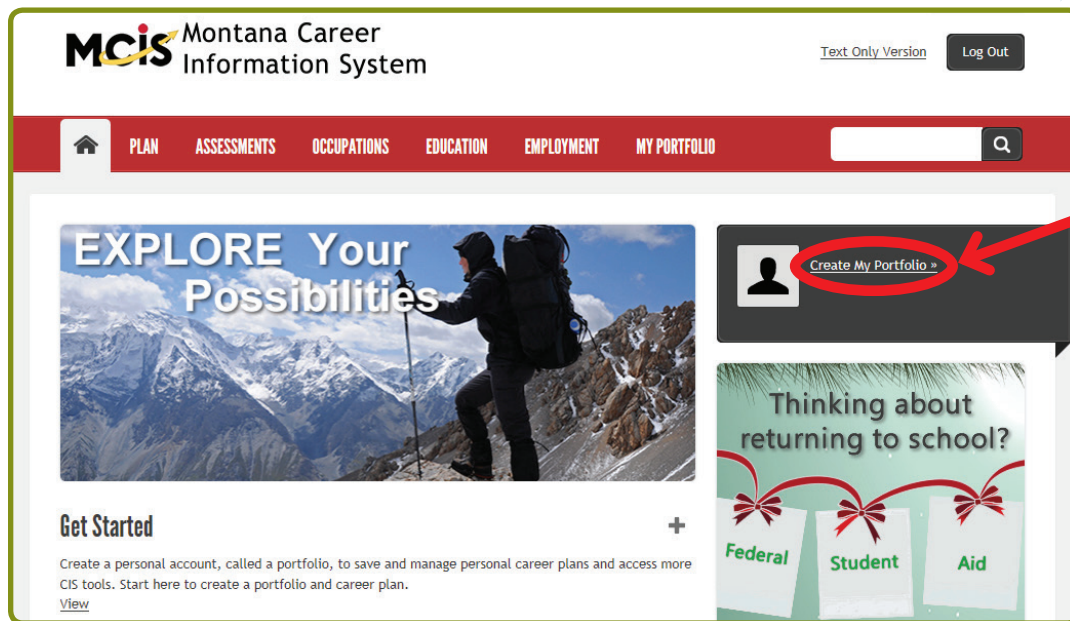 MCIS Montana Career
Information System
Text Only Version
Log Out
PLAN
ASSESSMENTS
OCCUPATIONS
EDUCATION
EMPLOYMENT
MY PORTFOLIO
EXPLORE Your
Possibilities
Create My Portfolio »
Thinking about
returning to school?
Federal
Student
Aid
Get Started
Create a personal account, called a portfolio, to save and manage personal career plans and access more
CIS tools. Start here to create a portfolio and career plan.
View